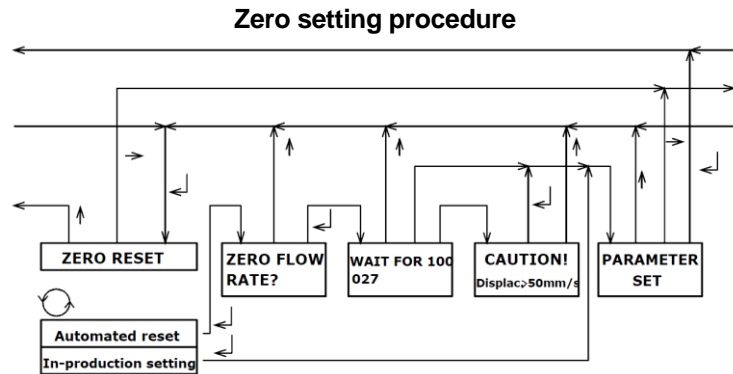 Zero setting procedure
ZERO RESET
ZERO FLOW
RATE?
WAIT FOR 100
027
CAUTION!
Displac>50mm/s
PARAMETER
SET
Automated reset
In-production setting